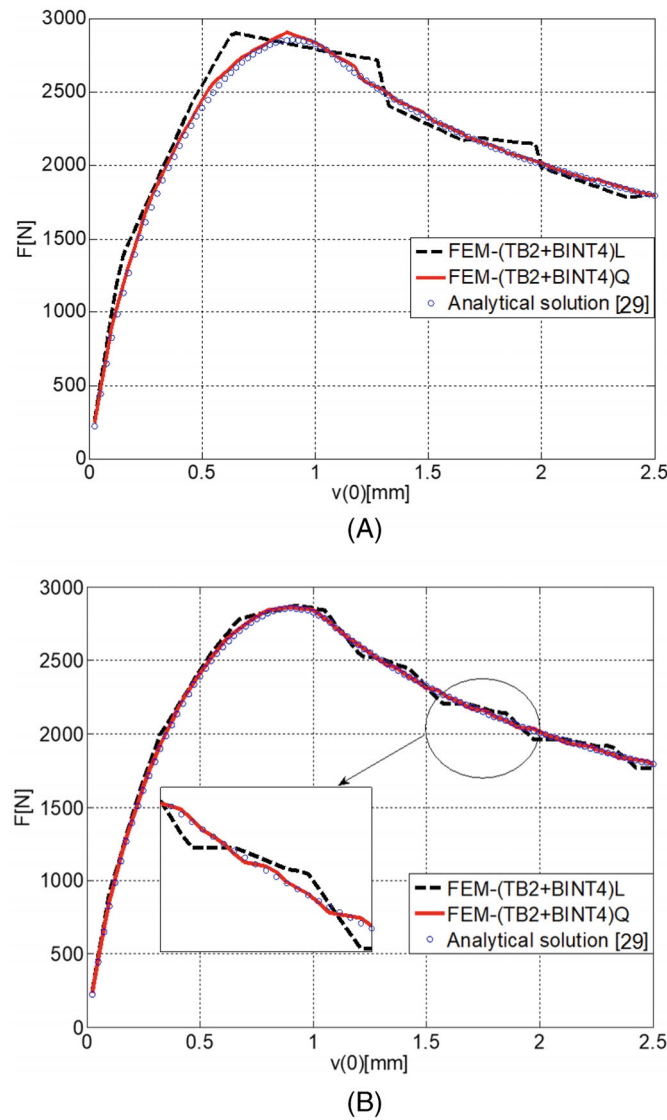 3000
2500
2000
1500
1000
500
0
F[N]
FEM-(TB2+BINT4)L
FEM-(TB2+BINT4)Q
Analytical solution [29]
0 0.5 1 1.5 2 2.5
v(0)[mm]
(A)
3000
2500
2000
1500
1000
500
0
F[N]
FEM-(TB2+BINT4)L
FEM-(TB2+BINT4)Q
Analytical solution [29]
0 0.5 1 1.5 2 2.5
v(0)[mm]
(B)